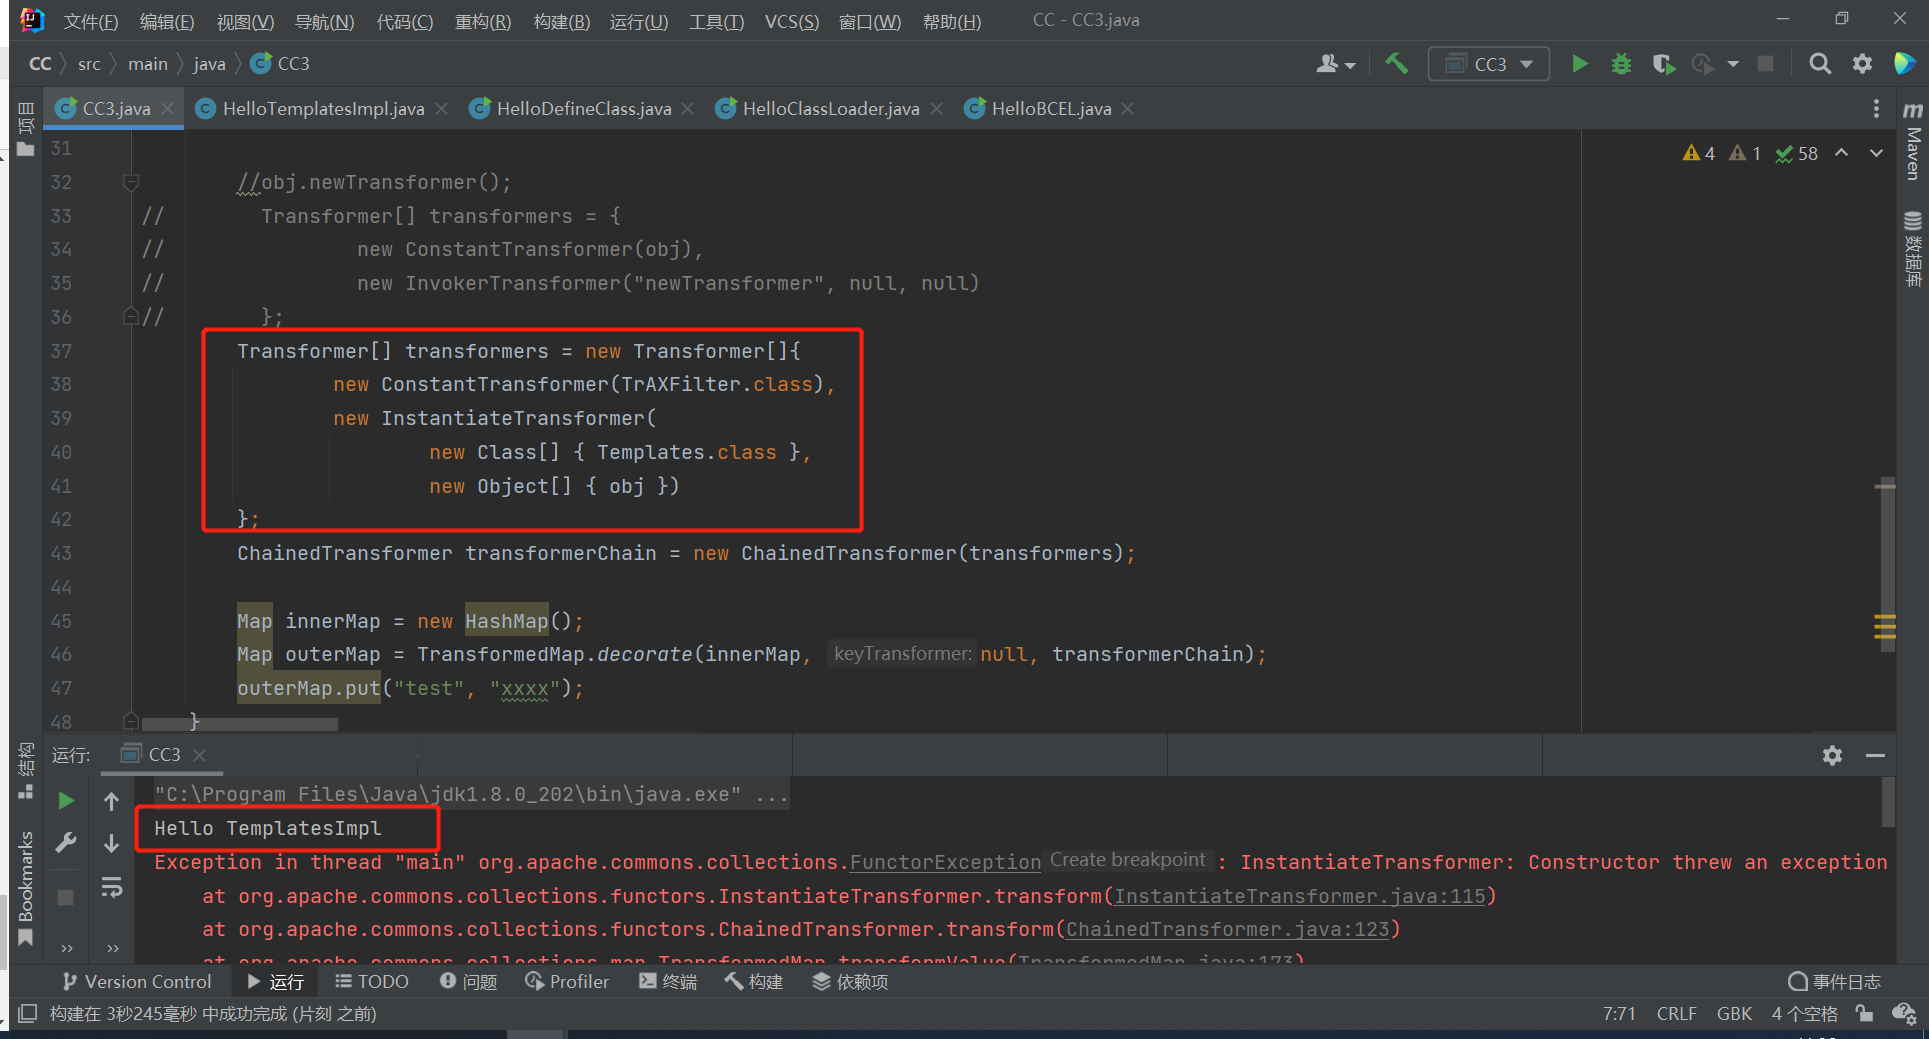 文件(F) 编辑(E) 视图(V) 导航(N) 代码(C) 重构(R) 构建(B) 运行(U) 工具(T) VCS(S) 窗口(W) 帮助(H) CC - CC3.java
CC src main java CC3 CC3
项目
CC3.java HelloTemplatesImpl.java HelloDefineClass.java HelloClassLoader.java HelloBCEL.java
4 1 58
Maven
数据库
31
32 //obj.newTransformer();
33 // Transformer[] transformers = {
34 // new ConstantTransformer(obj),
35 // new InvokerTransformer("newTransformer", null, null)
36 // };
37 Transformer[] transformers = new Transformer[]{
38 new ConstantTransformer(TrAXFilter.class),
39 new InstantiateTransformer(
40 new Class[] { Templates.class },
41 new Object[] { obj })
42 };
43 ChainedTransformer transformerChain = new ChainedTransformer(transformers);
44
45 Map innerMap = new HashMap();
46 Map outerMap = TransformedMap.decorate(innerMap, keyTransformer: null, transformerChain);
47 outerMap.put("test", "xxxx");
48 }
结构
Bookmarks
运行: CC3
"C:\Program Files\Java\jdk1.8.0_202\bin\java.exe" ...
Hello TemplatesImpl
Exception in thread "main" org.apache.commons.collections.FunctorException Create breakpoint : InstantiateTransformer: Constructor threw an exception
at org.apache.commons.collections.functors.InstantiateTransformer.transform(InstantiateTransformer.java:115)
at org.apache.commons.collections.functors.ChainedTransformer.transform(ChainedTransformer.java:123)
at org.apache.commons.collections.map.TransformedMap.transformValue(TransformedMap.java:173)
Version Control 运行 TODO 问题 Profiler 终端 构建 依赖项 事件日志
构建在 3秒245毫秒 中成功完成 (片刻 之前) 7:71 CRLF GBK 4 个空格